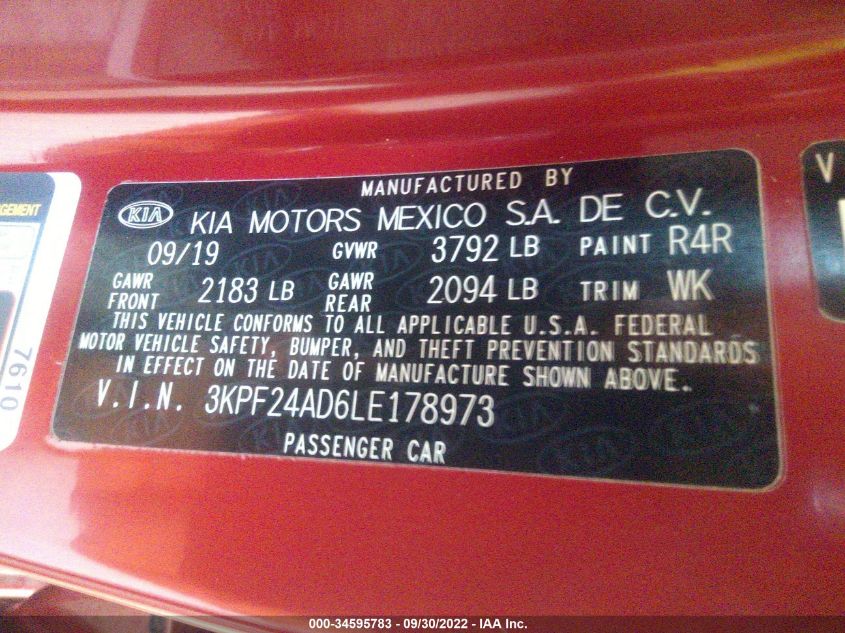 MANUFACTURED BY
KIA KIA MOTORS MEXICO S.A. DE C.V.
09/19 GVWR 3792 LB PAINT R4R
GAWR FRONT 2183 LB GAWR REAR 2094 LB TRIM WK
THIS VEHICLE CONFORMS TO ALL APPLICABLE U.S.A. FEDERAL
MOTOR VEHICLE SAFETY, BUMPER, AND THEFT PREVENTION STANDARDS
IN EFFECT ON THE DATE OF MANUFACTURE SHOWN ABOVE.
V.I.N. 3KPF24AD6LE178973
PASSENGER CAR
7610
V
000-34595783 - 09/30/2022 - IAA Inc.